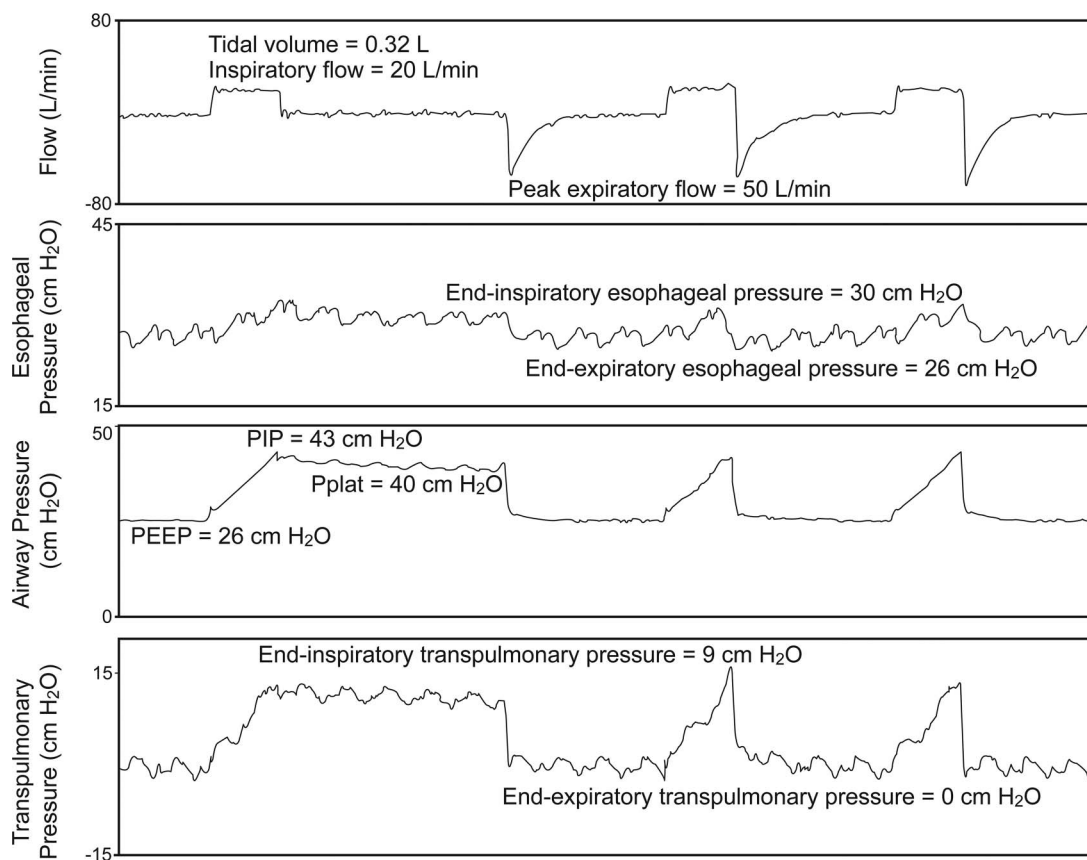 80
Tidal volume = 0.32 L
Inspiratory flow = 20 L/min
Flow (L/min)
Peak expiratory flow = 50 L/min
-80
45
Esophageal
Pressure (cm H₂O)
End-inspiratory esophageal pressure = 30 cm H₂O
End-expiratory esophageal pressure = 26 cm H₂O
15
50
Airway Pressure
(cm H₂O)
PIP = 43 cm H₂O
Pplat = 40 cm H₂O
PEEP = 26 cm H₂O
0
Transpulmonary
Pressure (cm H₂O)
End-inspiratory transpulmonary pressure = 9 cm H₂O
15
End-expiratory transpulmonary pressure = 0 cm H₂O
-15